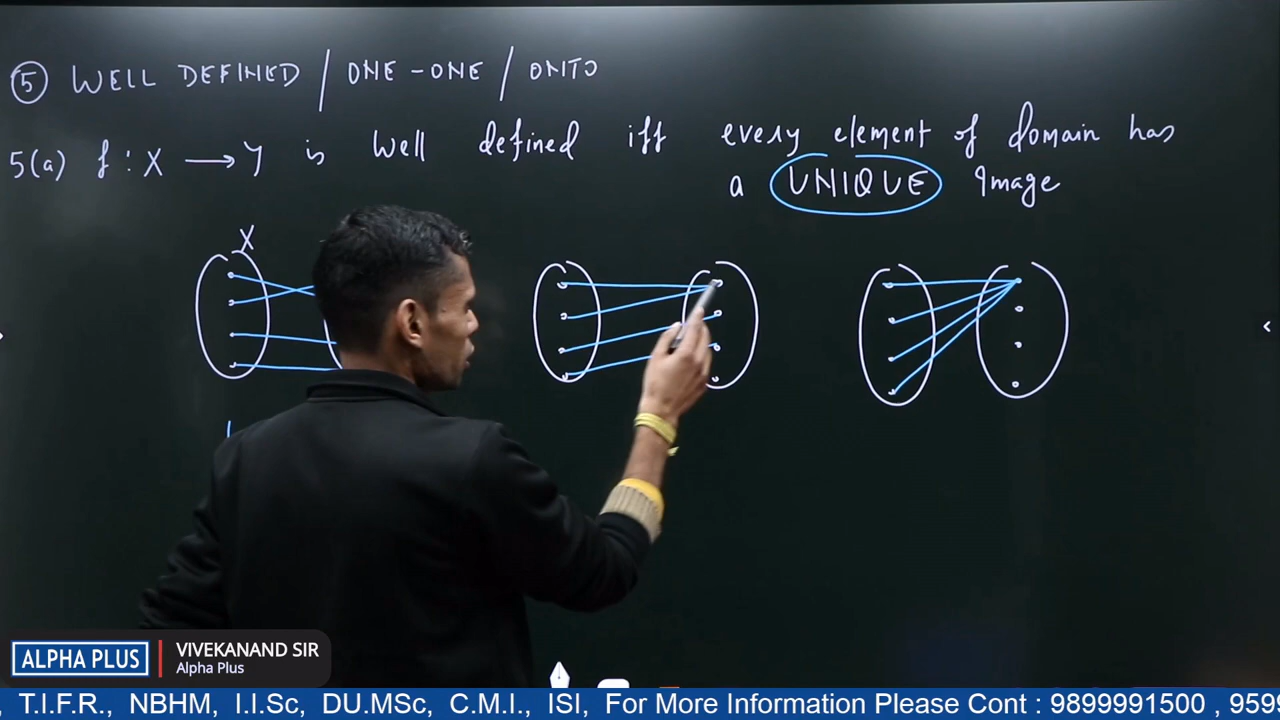 ⑤ WELL DEFINED / ONE-ONE / ONTO
5(a) f : X ⟶ Y is well defined iff every element of domain has
a UNIQUE Image
X
ALPHA PLUS
VIVEKANAND SIR
Alpha Plus
T.I.F.R., NBHM, I.I.Sc, DU.MSc, C.M.I., ISI, For More Information Please Cont : 9899991500 , 959